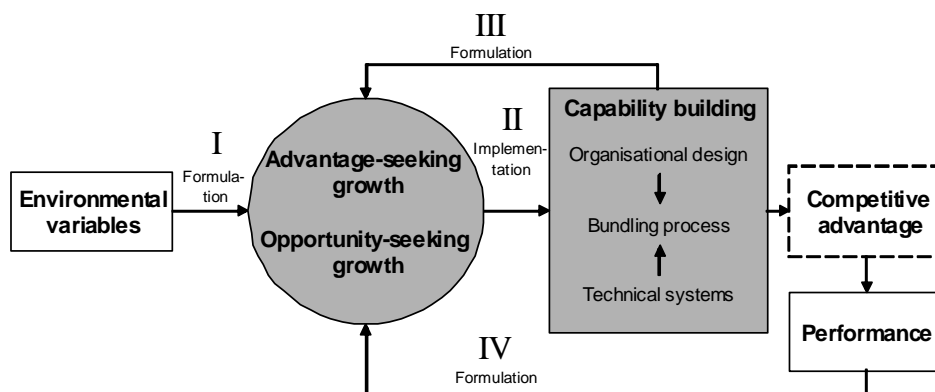 III
Formulation
I
Formula-
tion
Environmental
variables
Advantage-seeking
growth
Opportunity-seeking
growth
II
Implemen-
tation
Capability building
Organisational design
Bundling process
Technical systems
Competitive
advantage
Performance
IV
Formulation